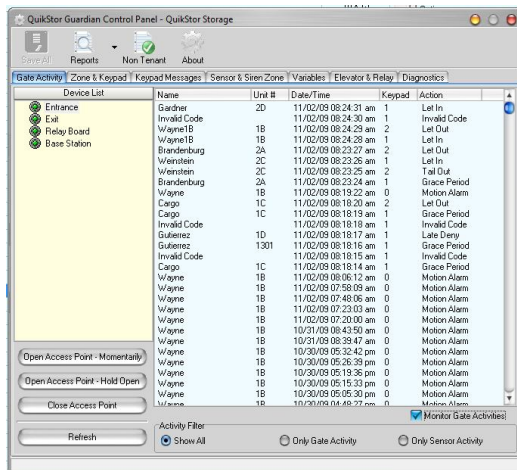 QuikStor Guardian Control Panel - QuikStor Storage
Save All Reports Non Tenant About
Gate Activity Zone & Keypad Keypad Messages Sensor & Siren Zone Variables Elevator & Relay Diagnostics
Device List
Entrance
Exit
Relay Board
Base Station
Name Unit # Date/Time Keypad Action
Gardner 2D 11/02/09 08:24:31 am 1 Let In
Invalid Code 11/02/09 08:24:30 am 1 Invalid Code
Wayne1B 1B 11/02/09 08:24:29 am 2 Let Out
Wayne1B 1B 11/02/09 08:24:28 am 1 Let In
Brandenburg 2A 11/02/09 08:23:27 am 2 Let Out
Weinstein 2C 11/02/09 08:23:26 am 1 Let In
Weinstein 2C 11/02/09 08:23:25 am 2 Tail Out
Brandenburg 2A 11/02/09 08:23:24 am 1 Grace Period
Wayne 1B 11/02/09 08:19:22 am 0 Motion Alarm
Cargo 1C 11/02/09 08:18:20 am 2 Let Out
Cargo 1C 11/02/09 08:18:19 am 1 Grace Period
Invalid Code 11/02/09 08:18:18 am 1 Invalid Code
Gutierrez 1D 11/02/09 08:18:17 am 1 Late Deny
Gutierrez 1301 11/02/09 08:18:16 am 1 Grace Period
Invalid Code 11/02/09 08:18:15 am 1 Invalid Code
Cargo 1C 11/02/09 08:18:14 am 1 Grace Period
Wayne 1B 11/02/09 08:06:12 am 0 Motion Alarm
Wayne 1B 11/02/09 07:58:09 am 0 Motion Alarm
Wayne 1B 11/02/09 07:48:06 am 0 Motion Alarm
Wayne 1B 11/02/09 07:23:03 am 0 Motion Alarm
Wayne 1B 11/02/09 07:20:00 am 0 Motion Alarm
Wayne 1B 10/31/09 08:43:50 am 0 Motion Alarm
Wayne 1B 10/31/09 08:39:47 am 0 Motion Alarm
Wayne 1B 10/30/09 05:32:42 pm 0 Motion Alarm
Wayne 1B 10/30/09 05:26:39 pm 0 Motion Alarm
Wayne 1B 10/30/09 05:19:36 pm 0 Motion Alarm
Wayne 1B 10/30/09 05:15:33 pm 0 Motion Alarm
Wayne 1B 10/30/09 05:05:30 pm 0 Motion Alarm
Wayne 1B 10/30/09 04:48:27 pm 0 Motion Alarm
Open Access Point - Momentarily
Open Access Point - Hold Open
Close Access Point
Refresh
Monitor Gate Activities
Activity Filter
Show All Only Gate Activity Only Sensor Activity